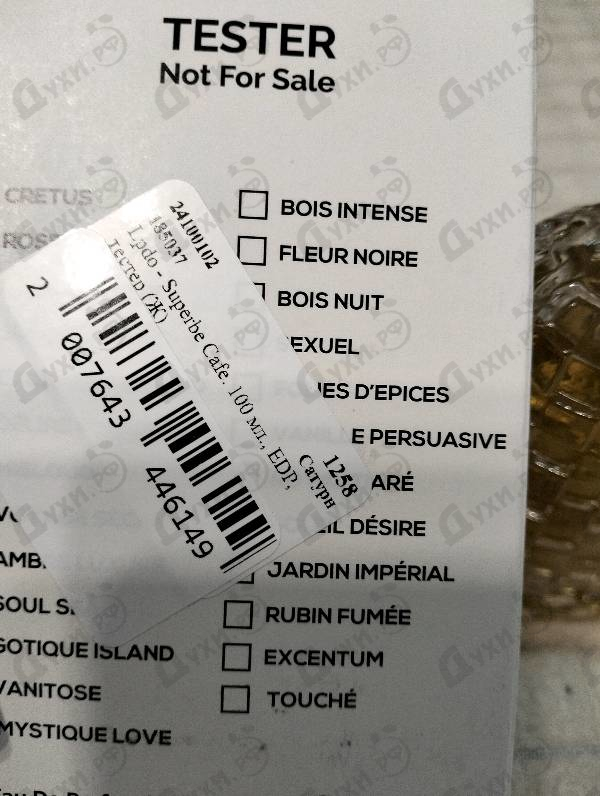 TESTER
Not For Sale
CRETUS
BOIS INTENSE
FLEUR NOIRE
BOIS NUIT
EXUEL
ES D'EPICES
E PERSUASIVE
ARÉ
IL DÉSIRE
JARDIN IMPÉRIAL
RUBIN FUMÉE
EXCENTUM
TOUCHÉ
AMB
SOUL S
GOTIQUE ISLAND
VANITOSE
MYSTIQUE LOVE
24100102
185037
Lpdo - Superbe Cafe. 100 мл., EDP,
тестер (Ж)
1258
Сатурн
2 007643 446149
Духи.рф